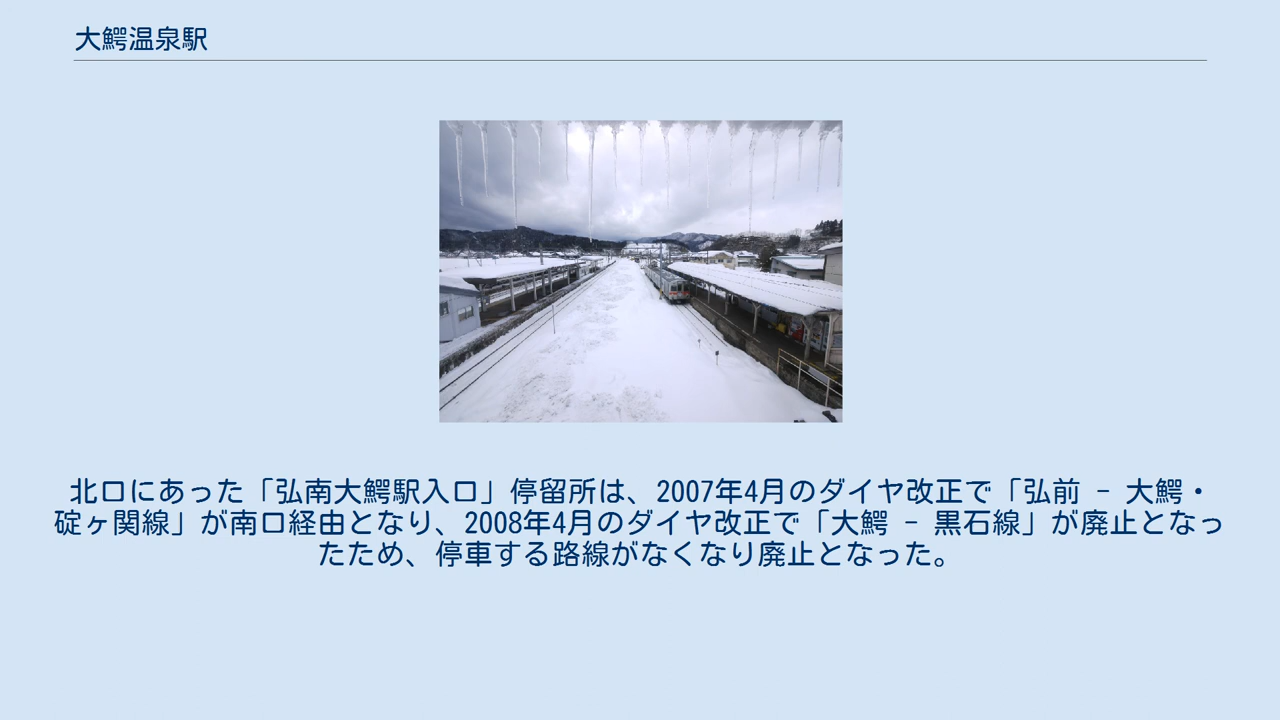 大鰐温泉駅
北口にあった「弘南大鰐駅入口」停留所は、2007年4月のダイヤ改正で「弘前 - 大鰐・
碇ヶ関線」が南口経由となり、2008年4月のダイヤ改正で「大鰐 - 黒石線」が廃止となっ
たため、停車する路線がなくなり廃止となった。